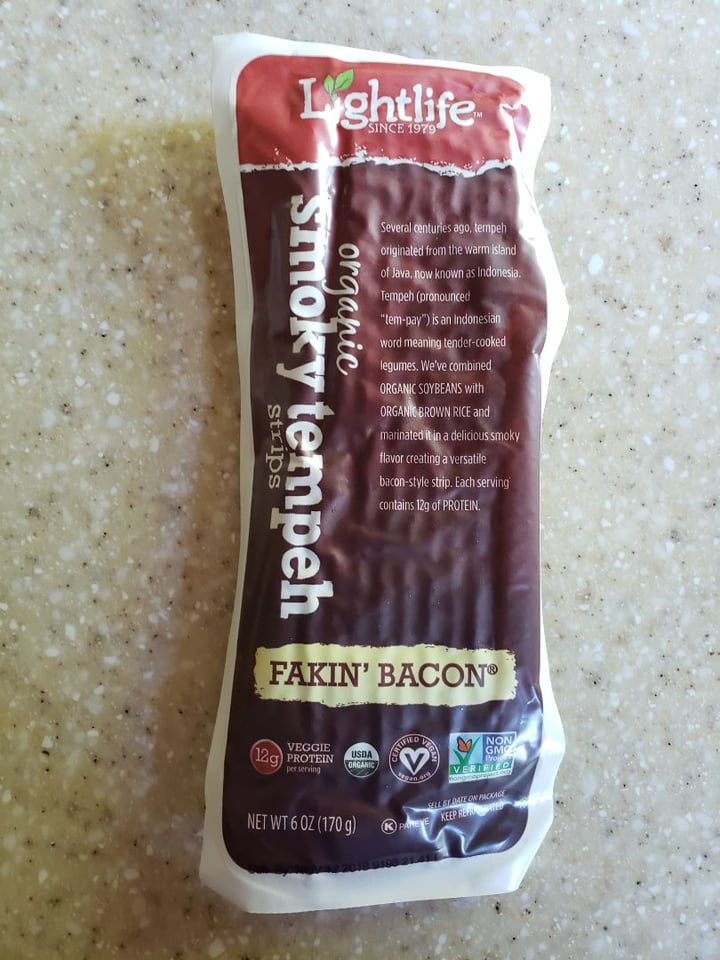 Lightlife™
SINCE 1979
organic
smoky tempeh
strips
Several centuries ago, tempeh
originated from the warm island
of Java, now known as Indonesia.
Tempeh (pronounced
“tem-pay”) is an Indonesian
word meaning tender-cooked
legumes. We've combined
ORGANIC SOYBEANS with
ORGANIC BROWN RICE and
marinated it in a delicious smoky
flavor creating a versatile
bacon-style strip. Each serving
contains 12g of PROTEIN.
FAKIN' BACON®
12g
VEGGIE
PROTEIN
per serving
USDA
ORGANIC
CERTIFIED VEGAN
V
vegan.org
NON
GMO
Project
VERIFIED
nongmoproject.org
SELL BY DATE ON PACKAGE
KEEP REFRIGERATED
NET WT 6 OZ (170 g)
K PAREVE